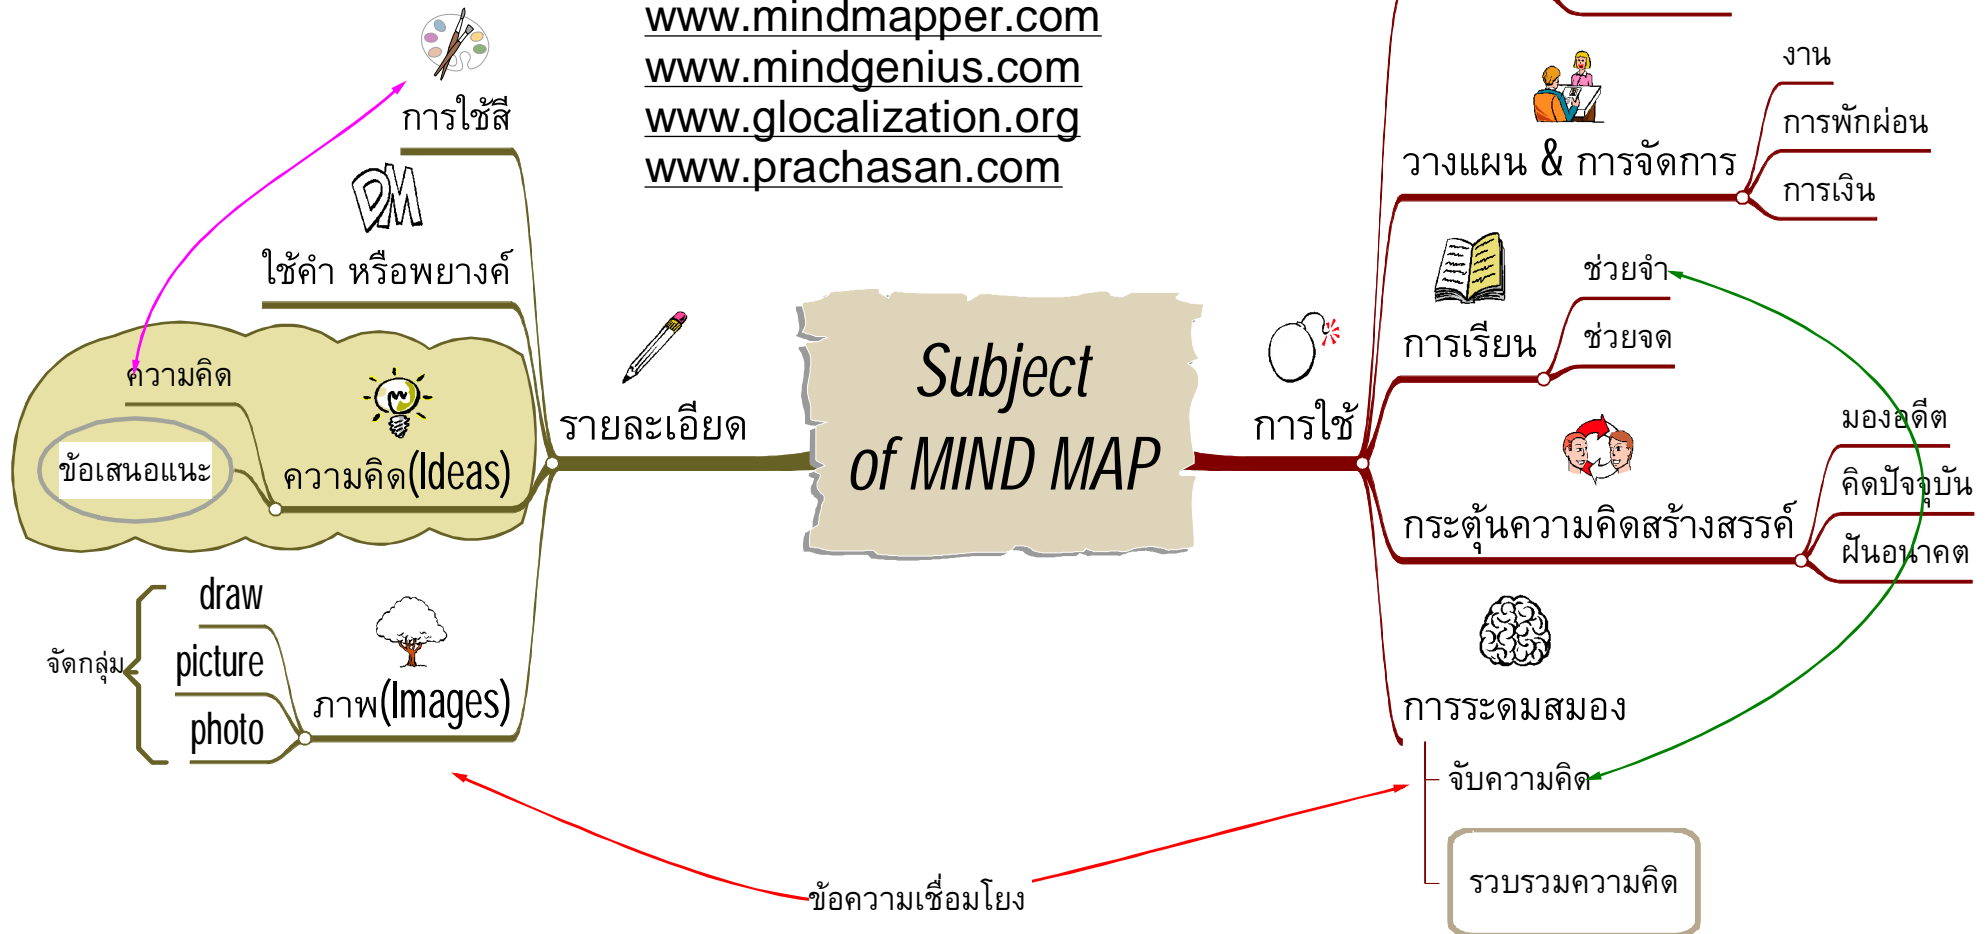 www.mindmapper.com
www.mindgenius.com
www.glocalization.org
www.prachasan.com
การใช้สี
DM
ใช้คำ หรือพยางค์
ความคิด
ข้อเสนอแนะ
ความคิด(Ideas)
รายละเอียด
draw
picture
photo
จัดกลุ่ม
ภาพ(Images)
Subject
of MIND MAP
การใช้
วางแผน & การจัดการ
งาน
การพักผ่อน
การเงิน
การเรียน
ช่วยจำ
ช่วยจด
กระตุ้นความคิดสร้างสรรค์
มองอดีต
คิดปัจจุบัน
ฝันอนาคต
การระดมสมอง
จับความคิด
รวบรวมความคิด
ข้อความเชื่อมโยง